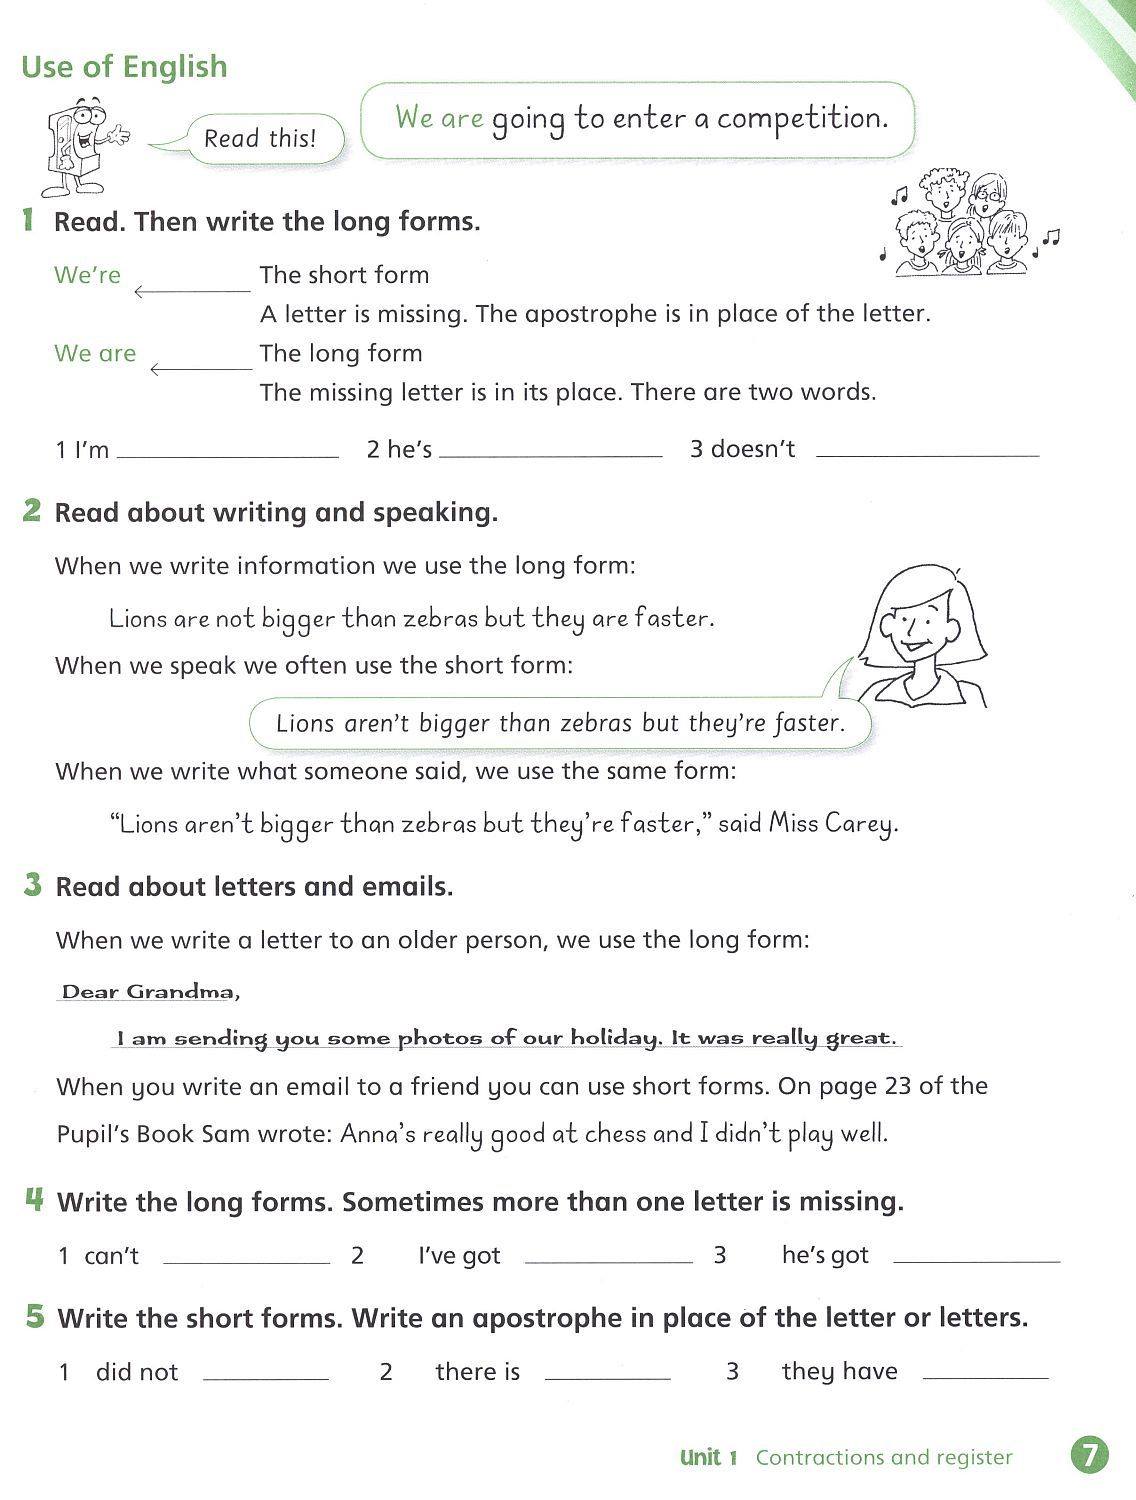 Use of English
Read this!
We are going to enter a competition.
1 Read. Then write the long forms.
We're The short form
A letter is missing. The apostrophe is in place of the letter.
We are The long form
The missing letter is in its place. There are two words.
1 I'm 2 he's 3 doesn't
2 Read about writing and speaking.
When we write information we use the long form:
Lions are not bigger than zebras but they are faster.
When we speak we often use the short form:
Lions aren't bigger than zebras but they're faster.
When we write what someone said, we use the same form:
“Lions aren't bigger than zebras but they're faster,” said Miss Carey.
3 Read about letters and emails.
When we write a letter to an older person, we use the long form:
Dear Grandma,
I am sending you some photos of our holiday. It was really great.
When you write an email to a friend you can use short forms. On page 23 of the
Pupil's Book Sam wrote: Anna's really good at chess and I didn't play well.
4 Write the long forms. Sometimes more than one letter is missing.
1 can't 2 I've got 3 he's got
5 Write the short forms. Write an apostrophe in place of the letter or letters.
1 did not 2 there is 3 they have
Unit 1 Contractions and register 7